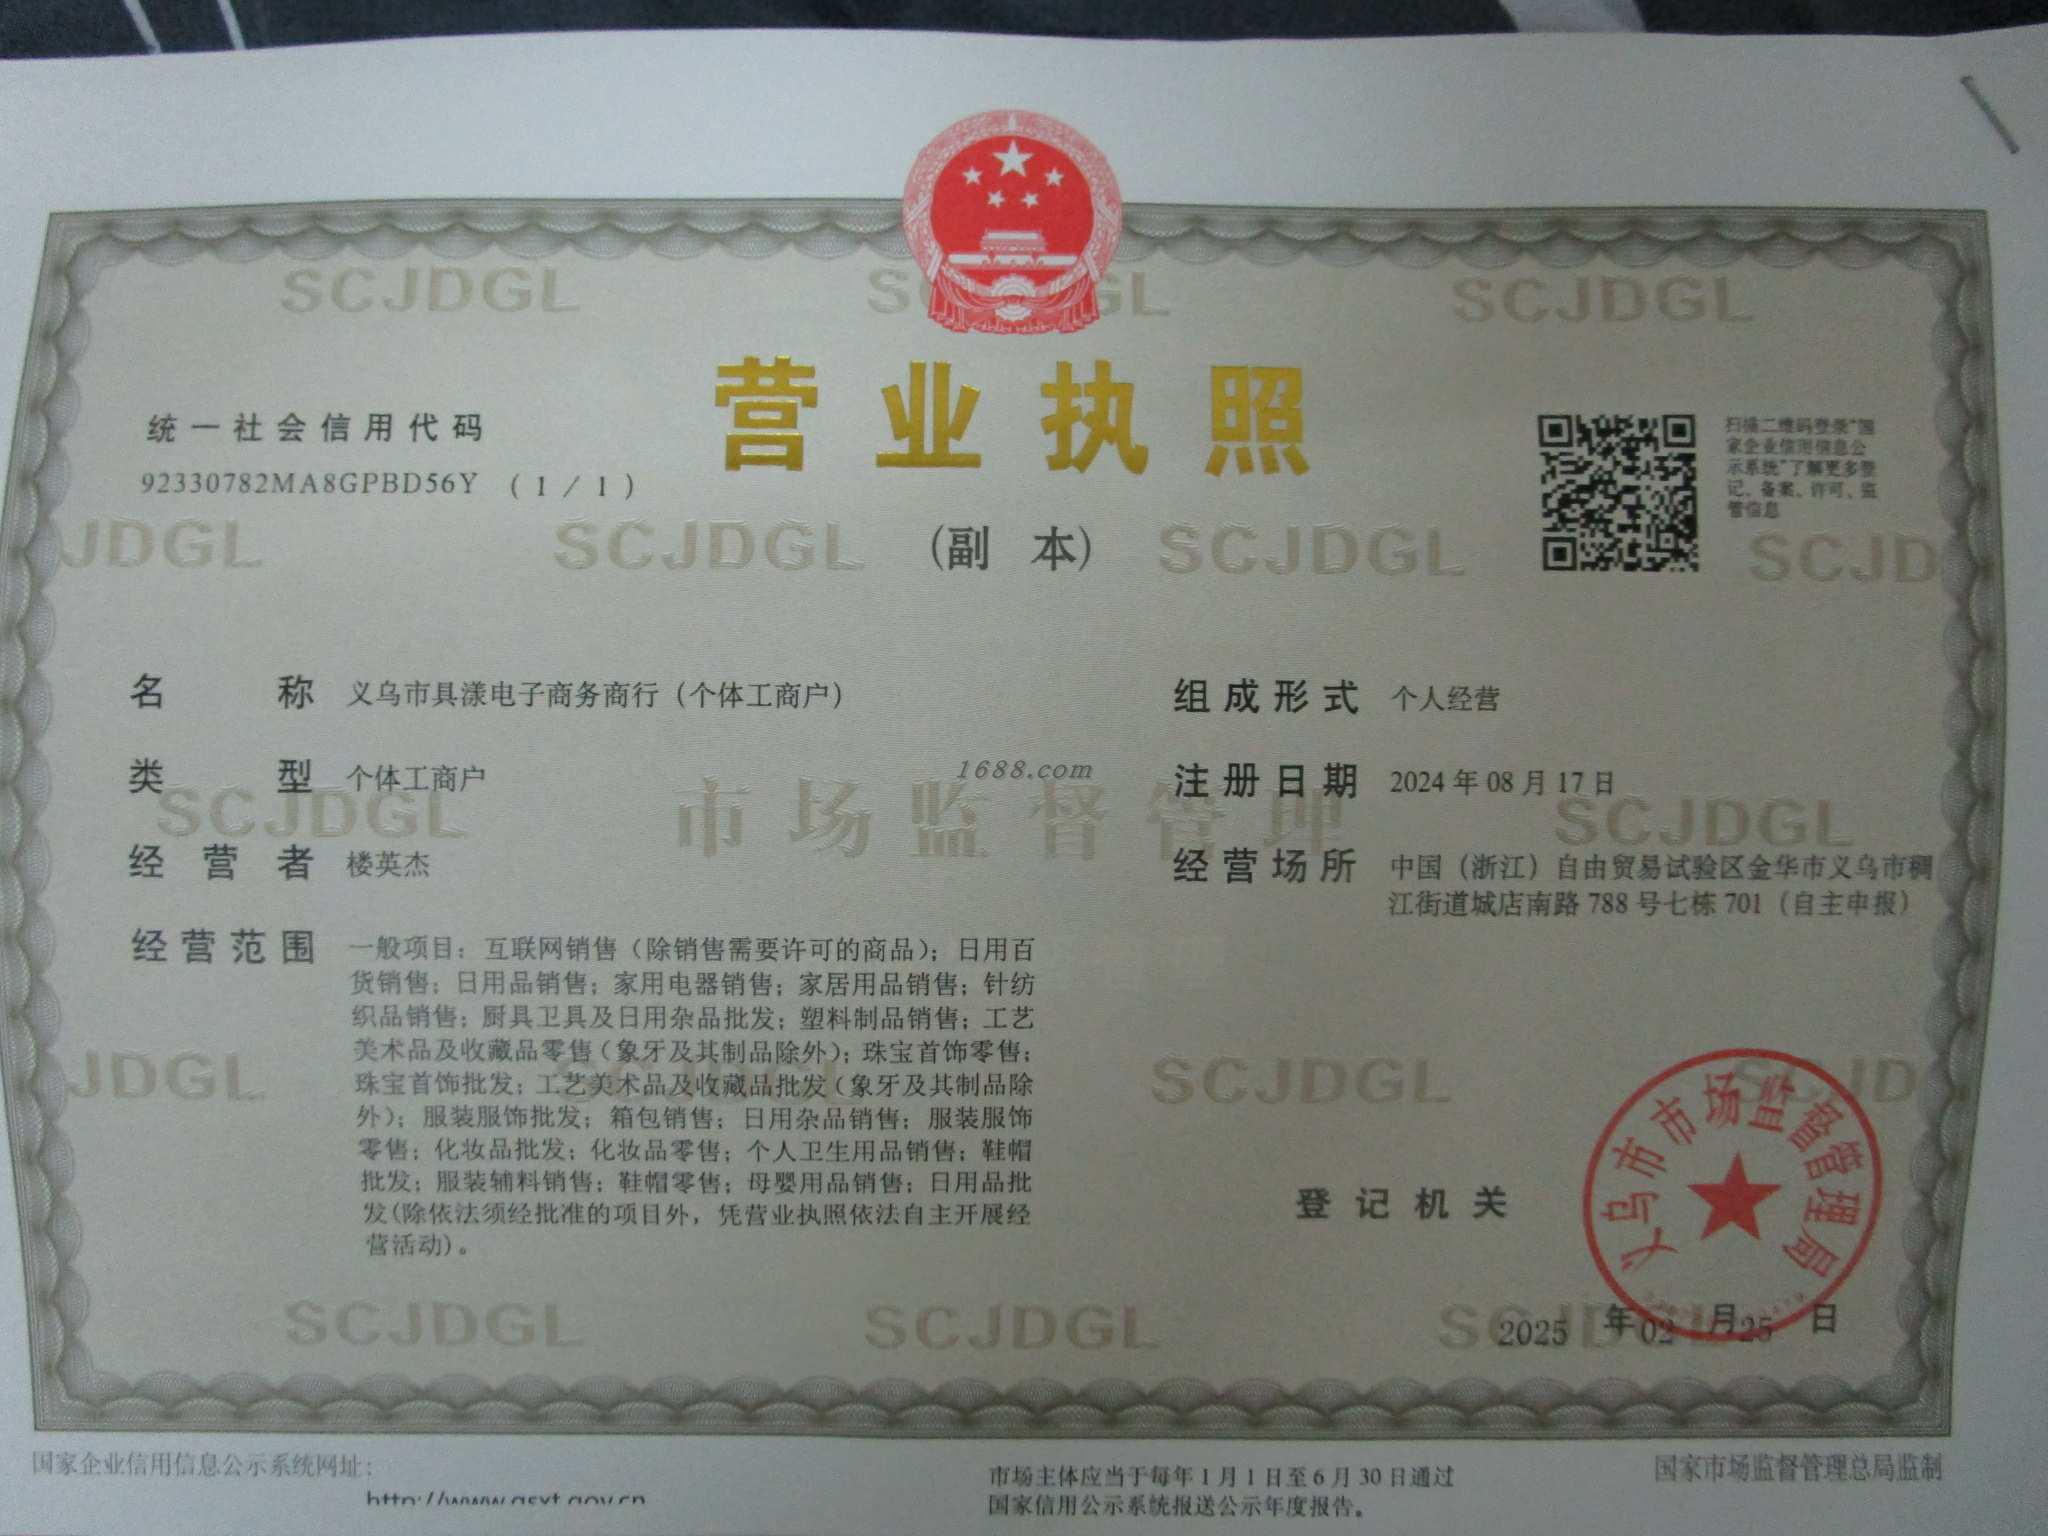 营业执照
(副 本)
统一社会信用代码
92330782MA8GPBD56Y (1/1)
扫描二维码登录"国
家企业信用信息公
示系统"了解更多登
记、备案、许可、监
管信息
名称 义乌市具漾电子商务商行（个体工商户）
类型 个体工商户
经营者 楼英杰
经营范围 一般项目：互联网销售（除销售需要许可的商品）；日用百
货销售；日用品销售；家用电器销售；家居用品销售；针纺
织品销售；厨具卫具及日用杂品批发；塑料制品销售；工艺
美术品及收藏品零售（象牙及其制品除外）；珠宝首饰零售；
珠宝首饰批发；工艺美术品及收藏品批发（象牙及其制品除
外）；服装服饰批发；箱包销售；日用杂品销售；服装服饰
零售；化妆品批发；化妆品零售；个人卫生用品销售；鞋帽
批发；服装辅料销售；鞋帽零售；母婴用品销售；日用品批
发(除依法须经批准的项目外，凭营业执照依法自主开展经
营活动)。
组成形式 个人经营
注册日期 2024年08月17日
经营场所 中国（浙江）自由贸易试验区金华市义乌市稠
江街道城店南路788号七栋701（自主申报）
1688.com
市场监督管理
SCJDGL
登记机关
义乌市市场监督管理局
2025年02月25日
国家企业信用信息公示系统网址：
http://www.gsxt.gov.cn
市场主体应当于每年1月1日至6月30日通过
国家信用公示系统报送公示年度报告。
国家市场监督管理总局监制